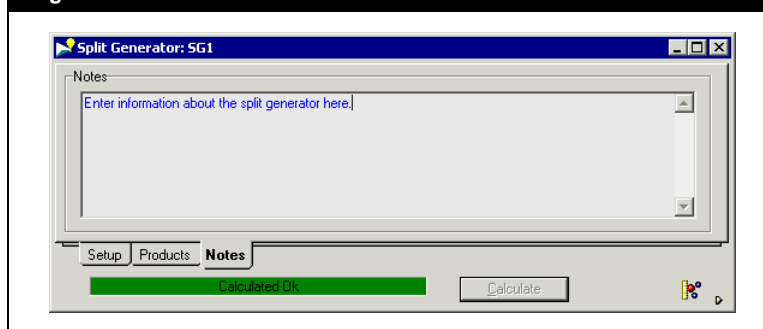 Split Generator: SG1
Notes
Enter information about the split generator here.
Setup Products Notes
Calculated Ok Calculate